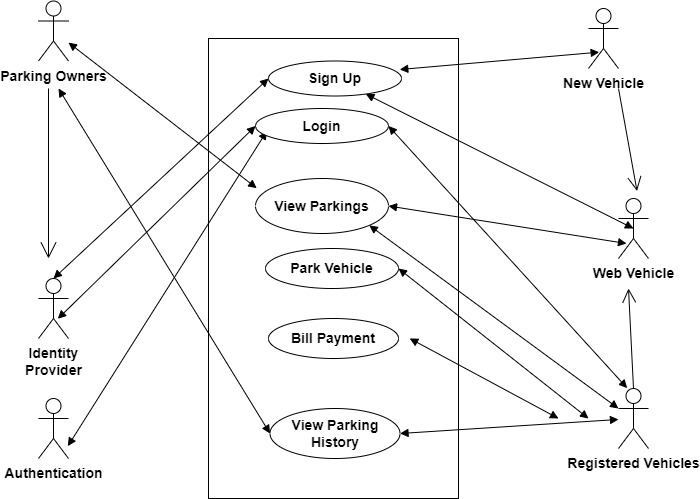 Parking Owners
Sign Up
New Vehicle
Login
View Parkings
Park Vehicle
Web Vehicle
Bill Payment
Identity
Provider
View Parking
History
Authentication
Registered Vehicles